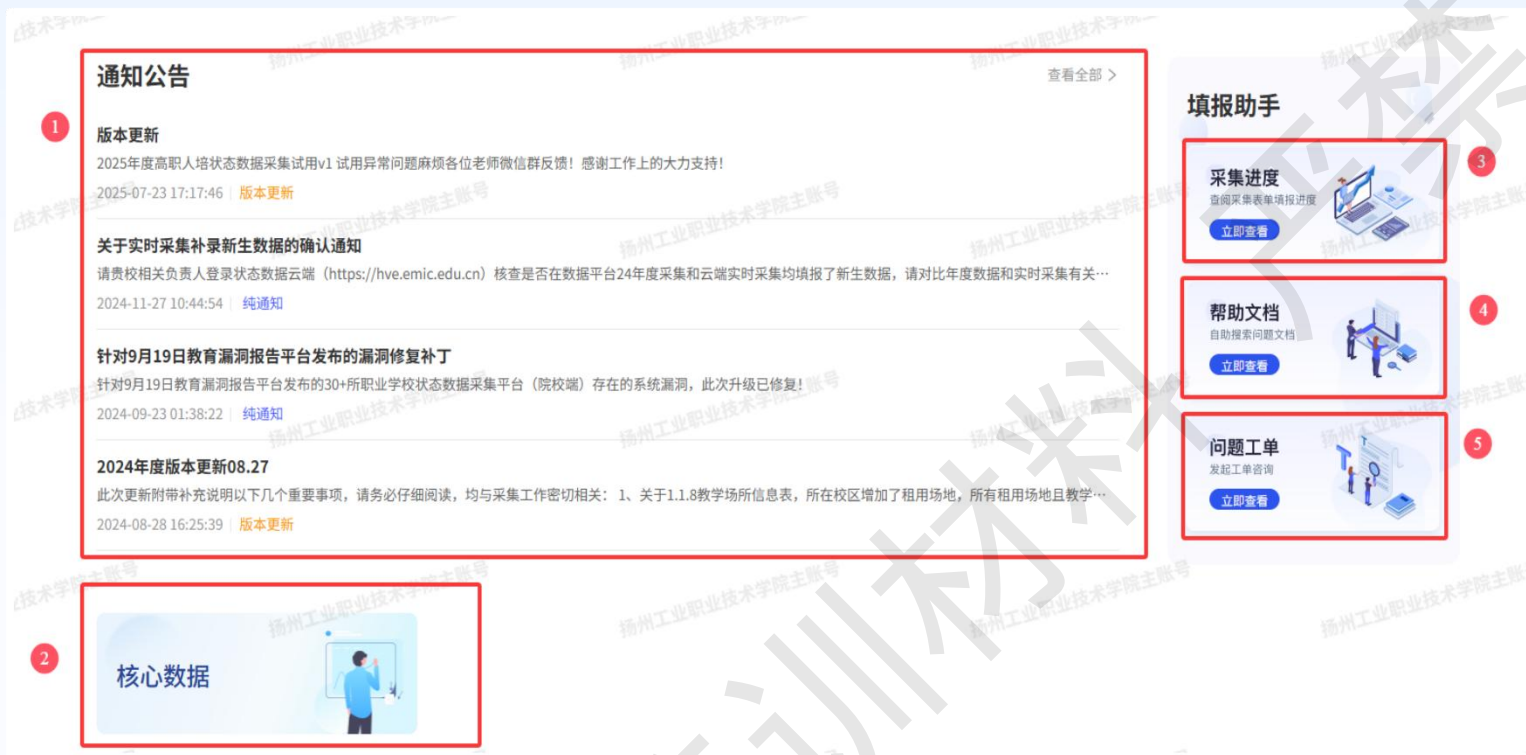 通知公告
查看全部 >
1
版本更新
2025年度高职人培状态数据采集试用v1 试用异常问题麻烦各位老师微信群反馈！感谢工作上的大力支持！
2025-07-23 17:17:46 | 版本更新
关于实时采集补录新生数据的确认通知
请贵校相关负责人登录状态数据云端（https://hve.emic.edu.cn）核查是否在数据平台24年度采集和云端实时采集均填报了新生数据，请对比年度数据和实时采集有关…
2024-11-27 10:44:54 | 纯通知
针对9月19日教育漏洞报告平台发布的漏洞修复补丁
针对9月19日教育漏洞报告平台发布的30+所职业学校状态数据采集平台（院校端）存在的系统漏洞，此次升级已修复！
2024-09-23 01:38:22 | 纯通知
2024年度版本更新08.27
此次更新附带补充说明以下几个重要事项，请务必仔细阅读，均与采集工作密切相关： 1、关于1.1.8教学场所信息表，所在校区增加了租用场地，所有租用场地且教学…
2024-08-28 16:25:39 | 版本更新
2
核心数据
填报助手
3
采集进度
查阅采集表单填报进度
立即查看
4
帮助文档
自助搜索问题文档
立即查看
5
问题工单
发起工单咨询
立即查看
扬州工业职业技术学院主账号
训材料 严禁